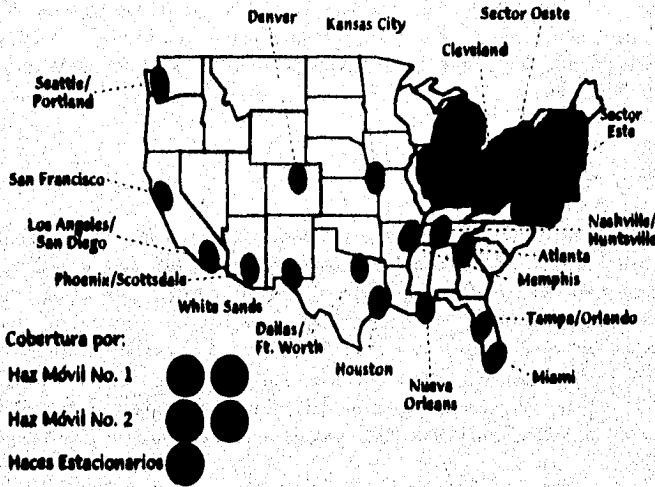 Denver
Kansas City
Sector Oeste
Cleveland
Seattle/
Portland
Sector
Este
San Francisco
Los Angeles/
San Diego
Nashville/
Huntsville
Atlanta
Phoenix/Scottsdale
Memphis
White Sands
Dallas/
Ft. Worth
Tampa/Orlando
Houston
Miami
Nueva
Orleans
Cobertura por:
Haz Móvil No. 1
Haz Móvil No. 2
Haces Estacionarios